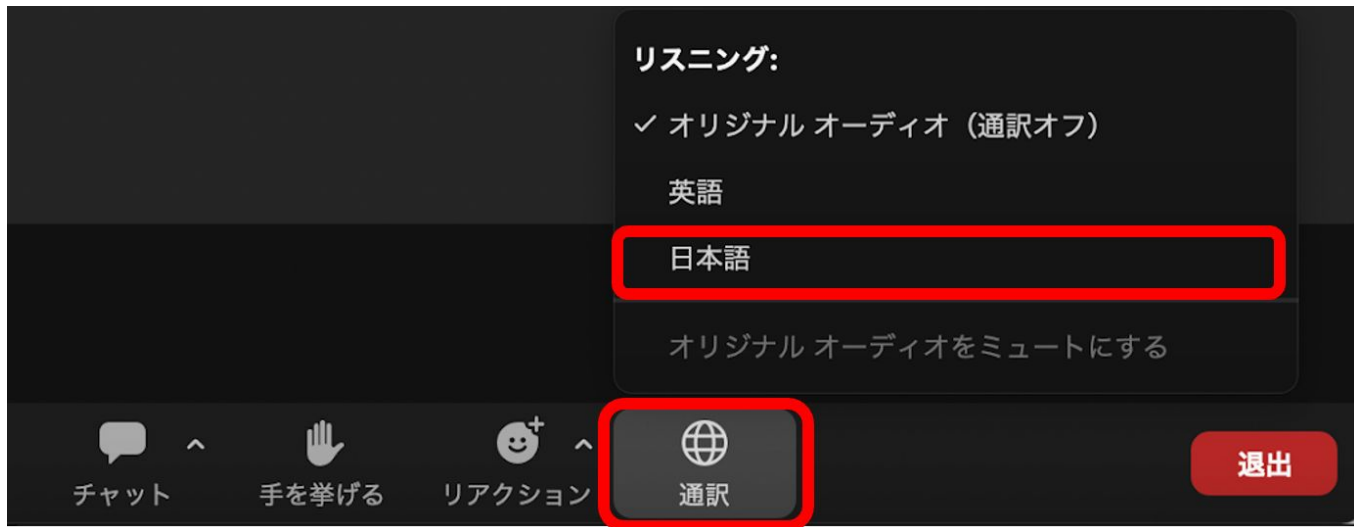 リスニング:
✓ オリジナル オーディオ（通訳オフ）
英語
日本語
オリジナル オーディオをミュートにする
チャット 手を挙げる リアクション 通訳 退出